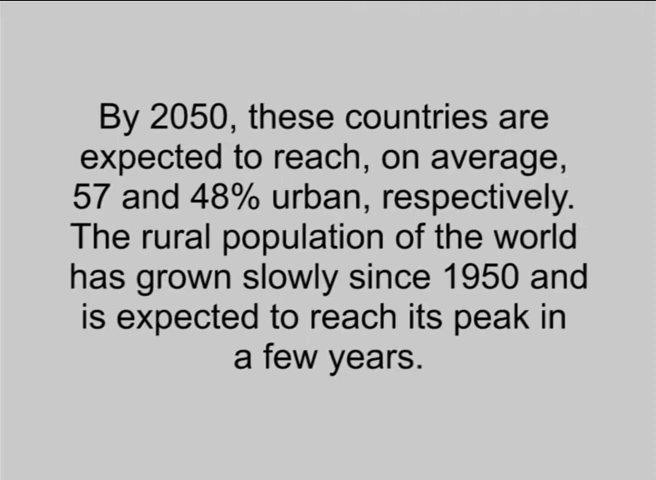 By 2050, these countries are
expected to reach, on average,
57 and 48% urban, respectively.
The rural population of the world
has grown slowly since 1950 and
is expected to reach its peak in
a few years.